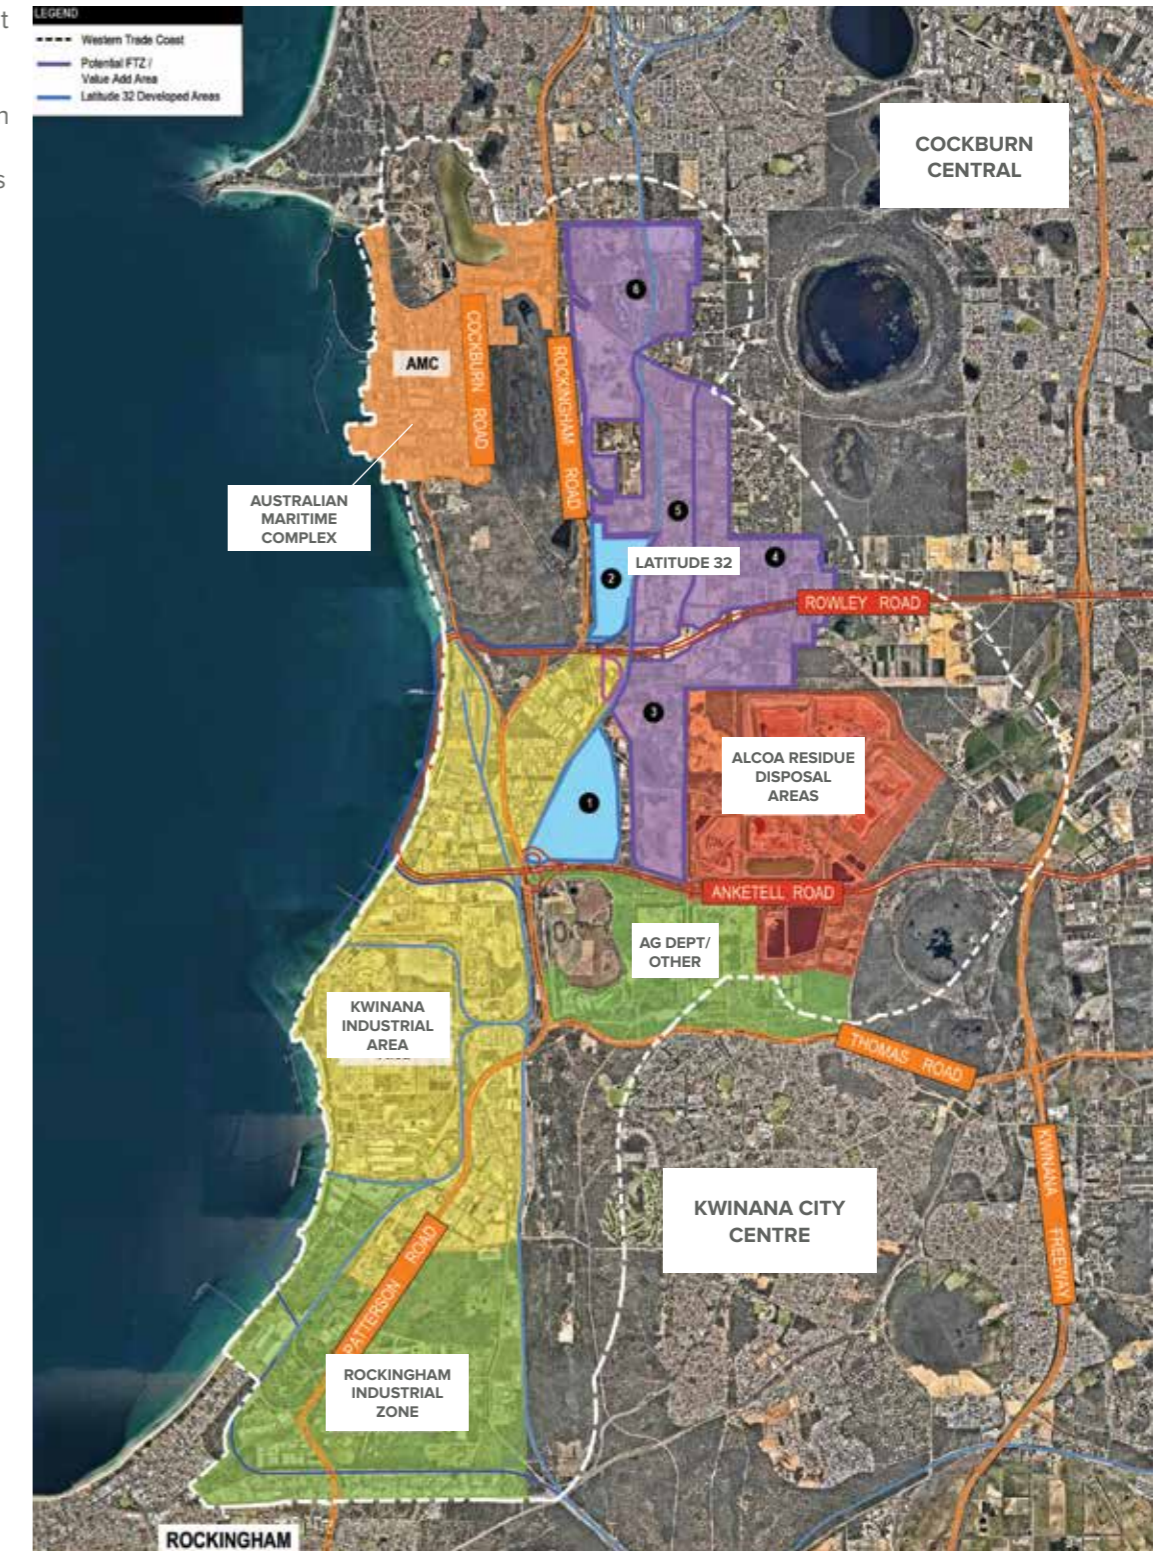 t
LEGEND
Western Trade Coast
Potential FTZ /
Value Add Area
Latitude 32 Developed Areas
n
s
COCKBURN
CENTRAL
6
AMC
COCKBURN ROAD
ROCKINGHAM ROAD
AUSTRALIAN
MARITIME
COMPLEX
5
LATITUDE 32
4
2
ROWLEY ROAD
3
ALCOA RESIDUE
DISPOSAL
AREAS
1
ANKETELL ROAD
AG DEPT/
OTHER
KWINANA
INDUSTRIAL
AREA
THOMAS ROAD
KWINANA FREEWAY
KWINANA CITY
CENTRE
PATTERSON ROAD
ROCKINGHAM
INDUSTRIAL
ZONE
ROCKINGHAM